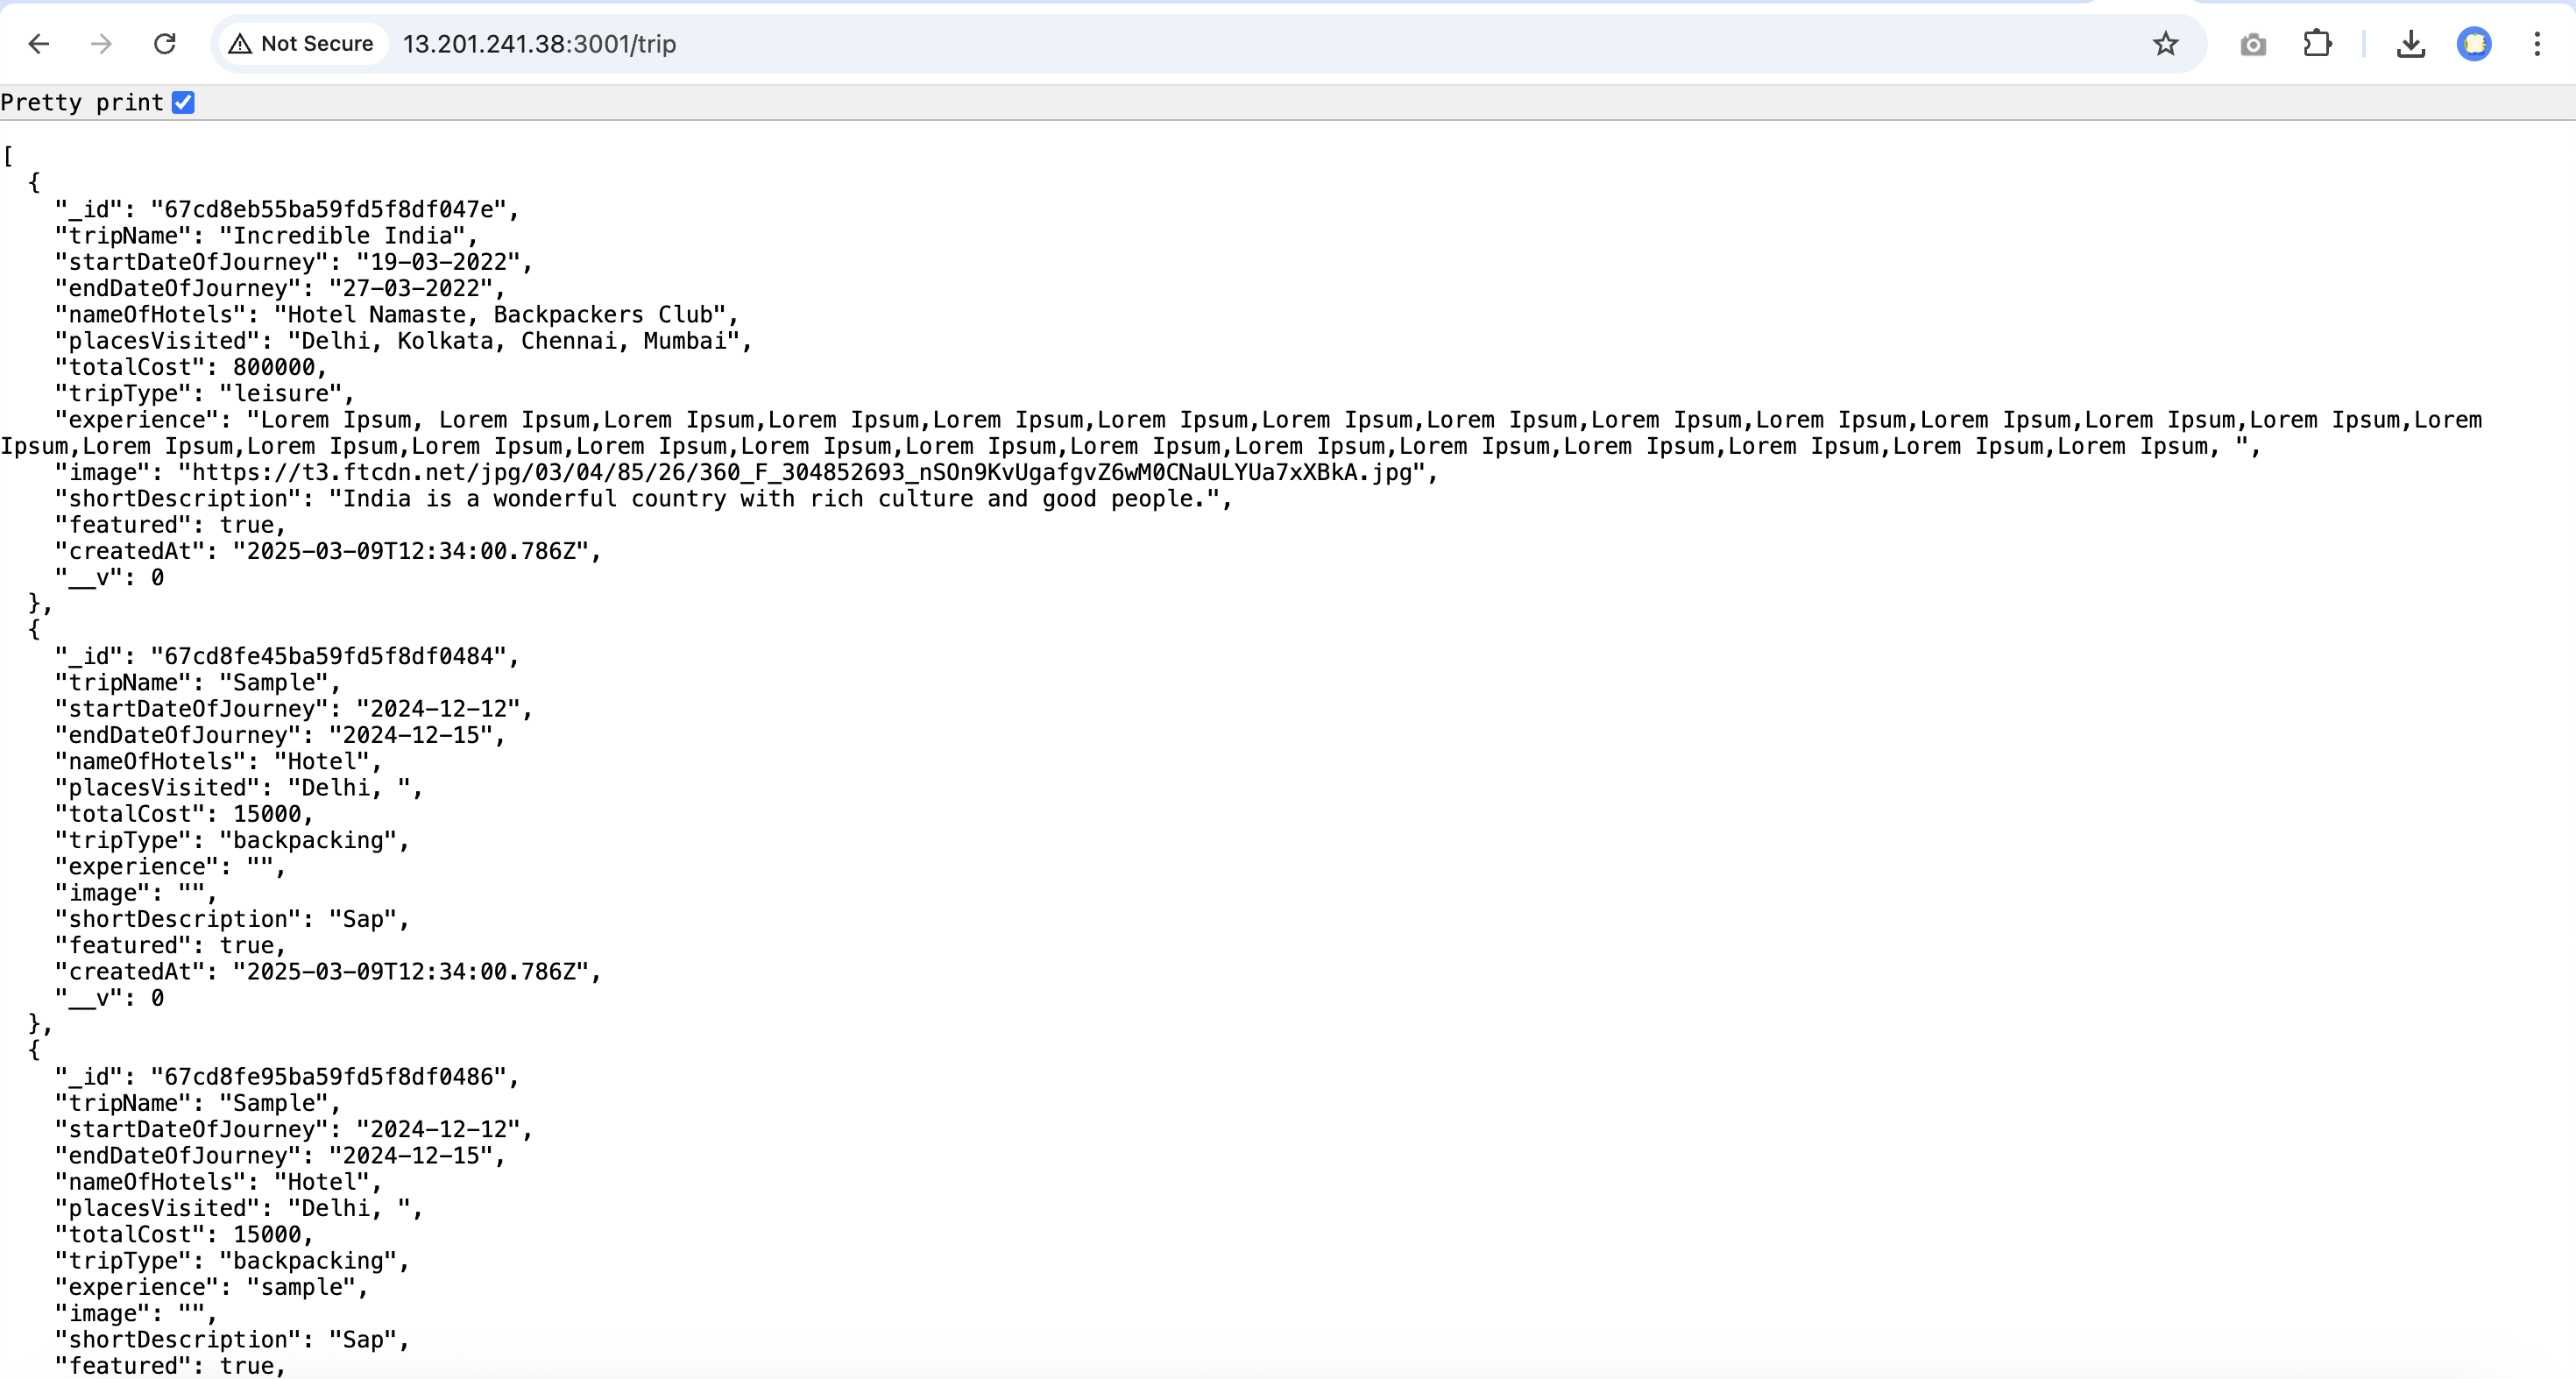 Not Secure 13.201.241.38:3001/trip
Pretty print
[
  {
    "_id": "67cd8eb55ba59fd5f8df047e",
    "tripName": "Incredible India",
    "startDateOfJourney": "19-03-2022",
    "endDateOfJourney": "27-03-2022",
    "nameOfHotels": "Hotel Namaste, Backpackers Club",
    "placesVisited": "Delhi, Kolkata, Chennai, Mumbai",
    "totalCost": 800000,
    "tripType": "leisure",
    "experience": "Lorem Ipsum, Lorem Ipsum,Lorem Ipsum,Lorem Ipsum,Lorem Ipsum,Lorem Ipsum,Lorem Ipsum,Lorem Ipsum,Lorem Ipsum,Lorem Ipsum,Lorem Ipsum,Lorem Ipsum,Lorem Ipsum,Lorem
Ipsum,Lorem Ipsum,Lorem Ipsum,Lorem Ipsum,Lorem Ipsum,Lorem Ipsum,Lorem Ipsum,Lorem Ipsum,Lorem Ipsum,Lorem Ipsum,Lorem Ipsum,Lorem Ipsum,Lorem Ipsum,Lorem Ipsum, ",
    "image": "https://t3.ftcdn.net/jpg/03/04/85/26/360_F_304852693_nSOn9KvUgafgvZ6wM0CNaULYUa7xXBkA.jpg",
    "shortDescription": "India is a wonderful country with rich culture and good people.",
    "featured": true,
    "createdAt": "2025-03-09T12:34:00.786Z",
    "__v": 0
  },
  {
    "_id": "67cd8fe45ba59fd5f8df0484",
    "tripName": "Sample",
    "startDateOfJourney": "2024-12-12",
    "endDateOfJourney": "2024-12-15",
    "nameOfHotels": "Hotel",
    "placesVisited": "Delhi, ",
    "totalCost": 15000,
    "tripType": "backpacking",
    "experience": "",
    "image": "",
    "shortDescription": "Sap",
    "featured": true,
    "createdAt": "2025-03-09T12:34:00.786Z",
    "__v": 0
  },
  {
    "_id": "67cd8fe95ba59fd5f8df0486",
    "tripName": "Sample",
    "startDateOfJourney": "2024-12-12",
    "endDateOfJourney": "2024-12-15",
    "nameOfHotels": "Hotel",
    "placesVisited": "Delhi, ",
    "totalCost": 15000,
    "tripType": "backpacking",
    "experience": "sample",
    "image": "",
    "shortDescription": "Sap",
    "featured": true,